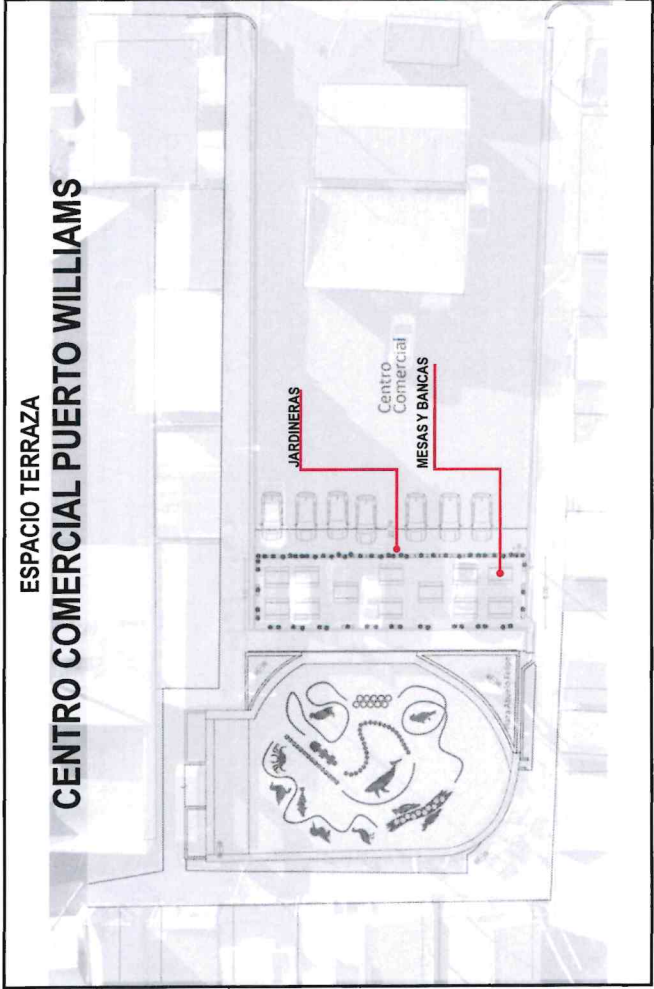 ESPACIO TERRAZA
CENTRO COMERCIAL PUERTO WILLIAMS
JARDINERAS
Centro
Comercial
MESAS Y BANCAS